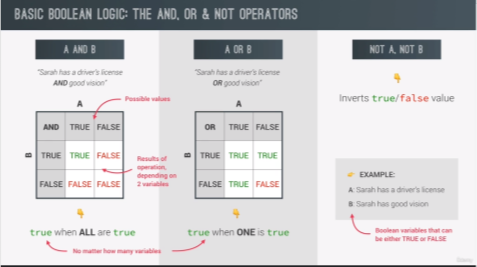 BASIC BOOLEAN LOGIC: THE AND, OR & NOT OPERATORS
A AND B
"Sarah has a driver's license
AND good vision"
A
Possible values
AND TRUE FALSE
B
TRUE TRUE FALSE
FALSE FALSE FALSE
Results of
operation,
depending on
2 variables
true when ALL are true
No matter how many variables
A OR B
"Sarah has a driver's license
OR good vision"
A
OR TRUE FALSE
B
TRUE TRUE TRUE
FALSE TRUE FALSE
true when ONE is true
NOT A, NOT B
Inverts true/false value
EXAMPLE:
A: Sarah has a driver's license
B: Sarah has good vision
Boolean variables that can
be either TRUE or FALSE